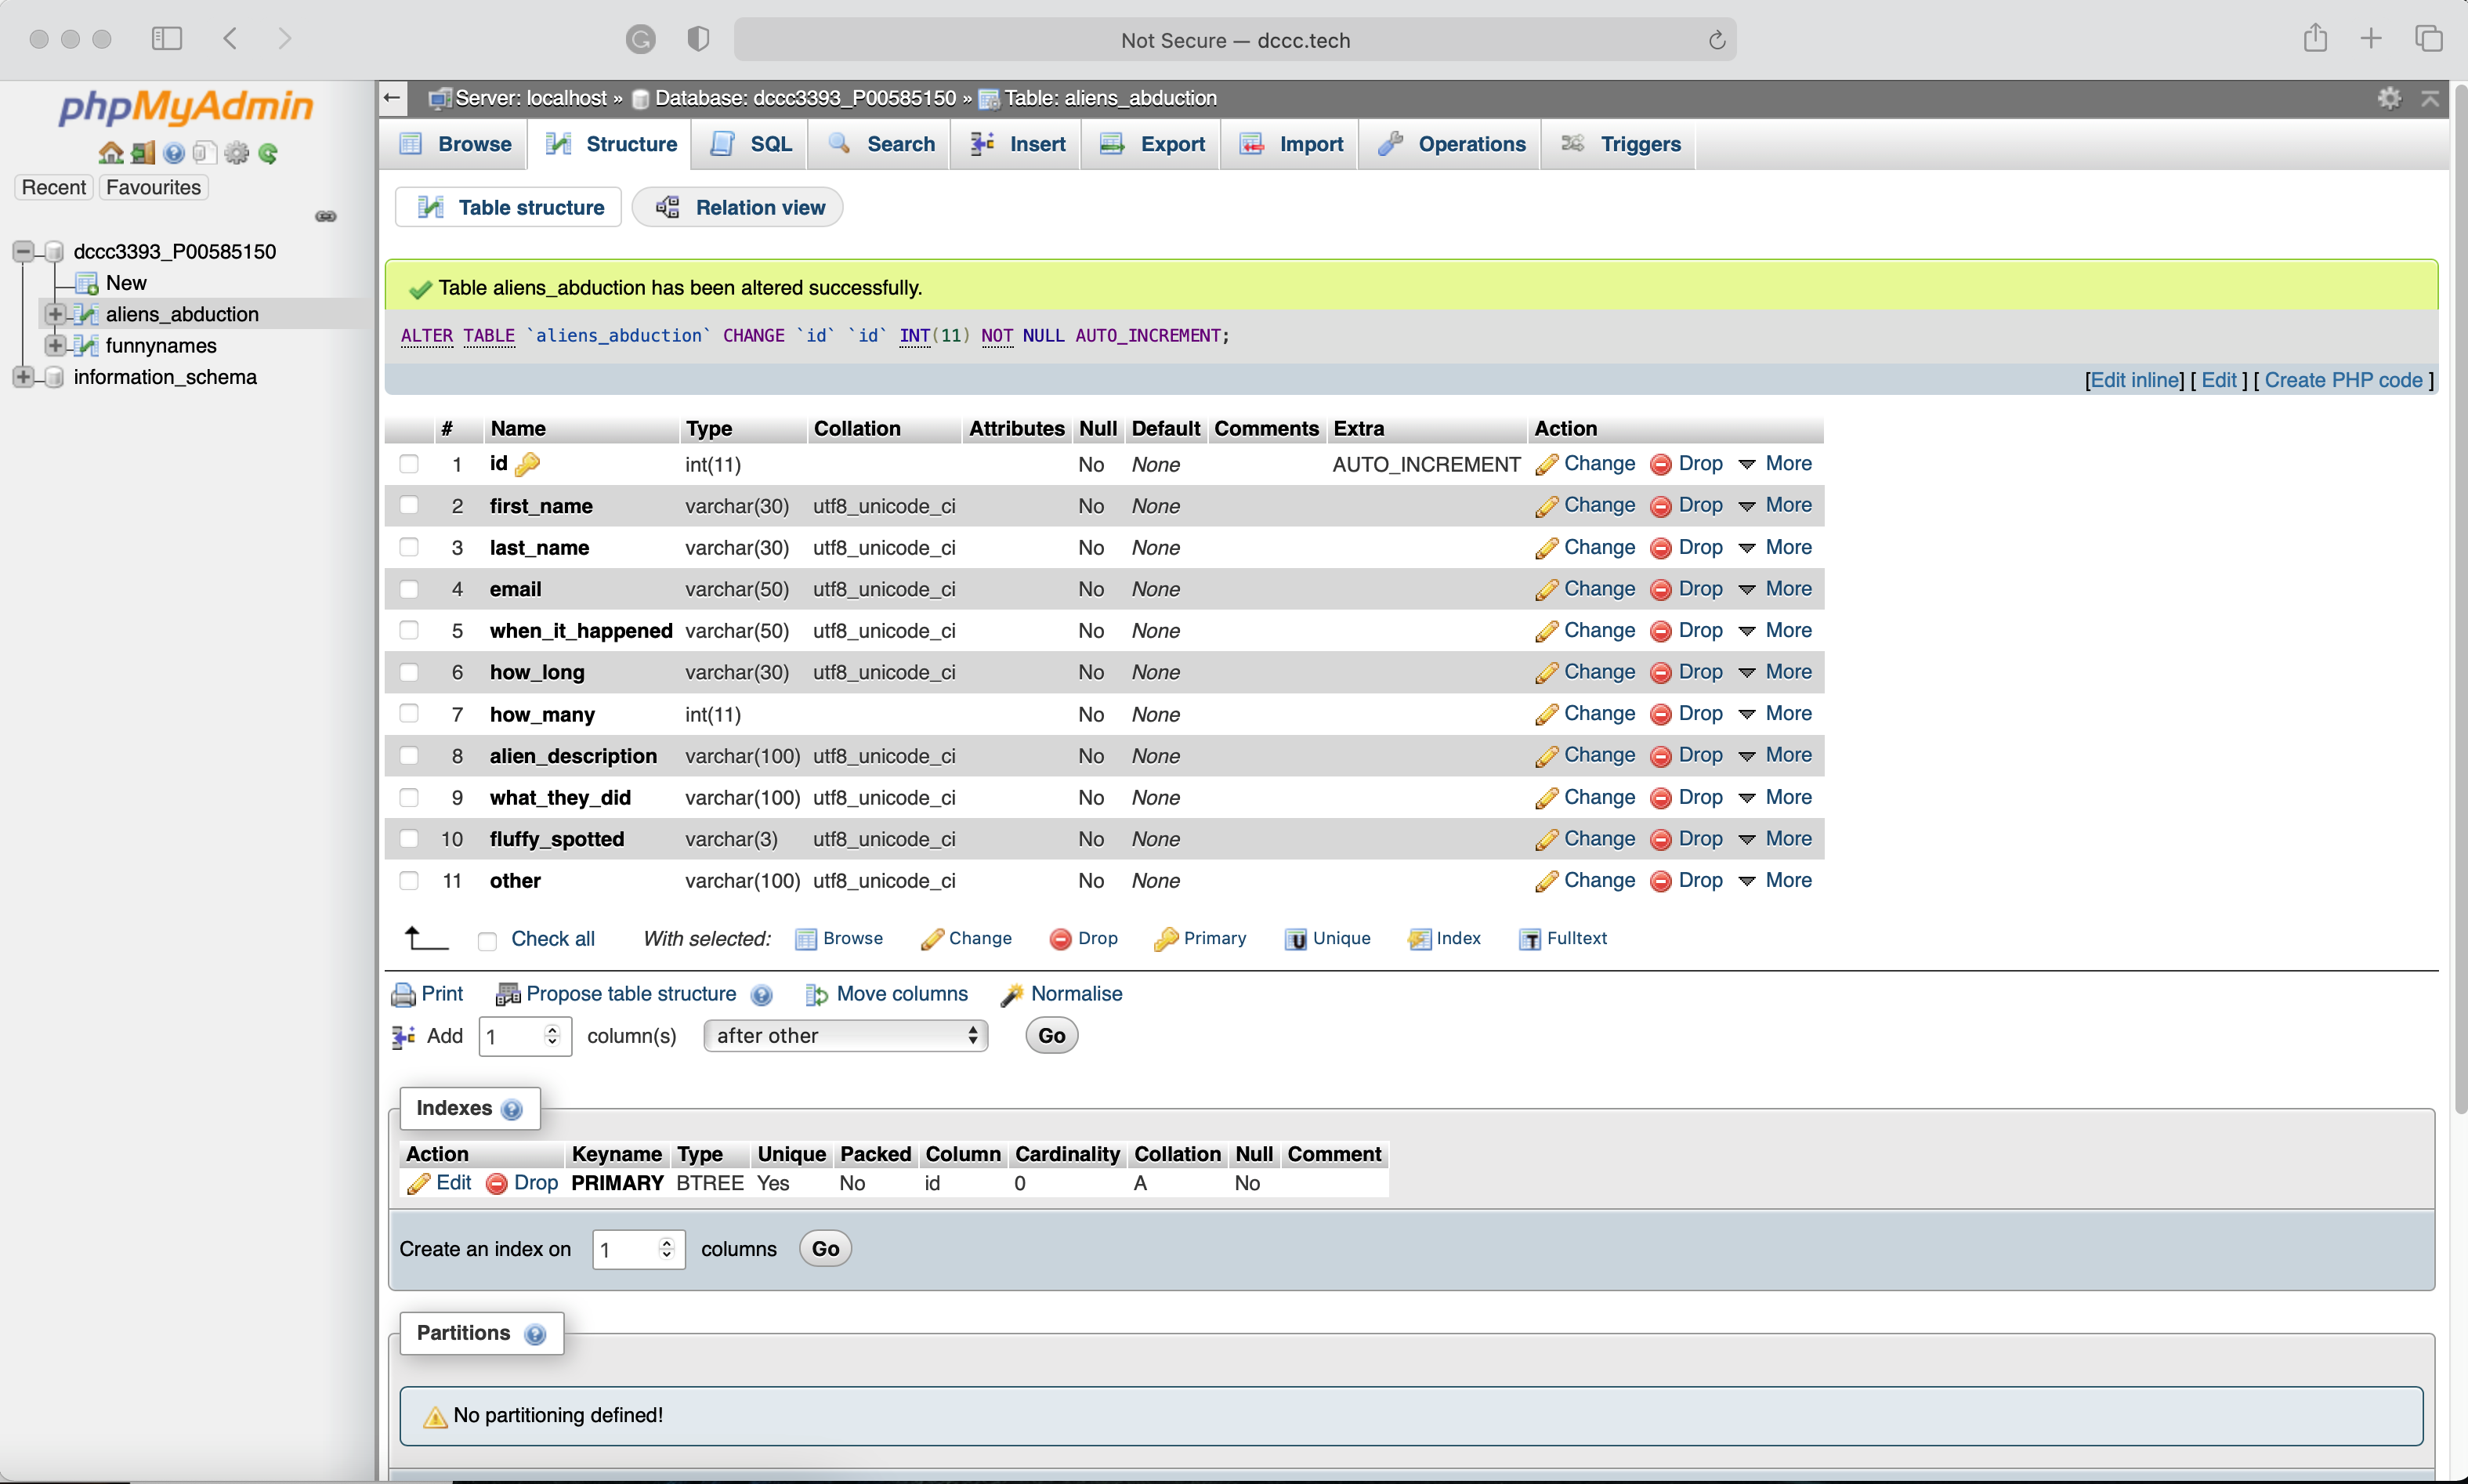 Not Secure — dccc.tech
phpMyAdmin
Recent Favourites
dccc3393_P00585150
New
aliens_abduction
funnynames
information_schema
Server: localhost » Database: dccc3393_P00585150 » Table: aliens_abduction
Browse Structure SQL Search Insert Export Import Operations Triggers
Table structure Relation view
Table aliens_abduction has been altered successfully.
ALTER TABLE `aliens_abduction` CHANGE `id` `id` INT(11) NOT NULL AUTO_INCREMENT;
[Edit inline] [ Edit ] [ Create PHP code ]
# Name Type Collation Attributes Null Default Comments Extra Action
1 id int(11) No None AUTO_INCREMENT Change Drop More
2 first_name varchar(30) utf8_unicode_ci No None Change Drop More
3 last_name varchar(30) utf8_unicode_ci No None Change Drop More
4 email varchar(50) utf8_unicode_ci No None Change Drop More
5 when_it_happened varchar(50) utf8_unicode_ci No None Change Drop More
6 how_long varchar(30) utf8_unicode_ci No None Change Drop More
7 how_many int(11) No None Change Drop More
8 alien_description varchar(100) utf8_unicode_ci No None Change Drop More
9 what_they_did varchar(100) utf8_unicode_ci No None Change Drop More
10 fluffy_spotted varchar(3) utf8_unicode_ci No None Change Drop More
11 other varchar(100) utf8_unicode_ci No None Change Drop More
Check all With selected: Browse Change Drop Primary Unique Index Fulltext
Print Propose table structure Move columns Normalise
Add 1 column(s) after other Go
Indexes
Action Keyname Type Unique Packed Column Cardinality Collation Null Comment
Edit Drop PRIMARY BTREE Yes No id 0 A No
Create an index on 1 columns Go
Partitions
No partitioning defined!